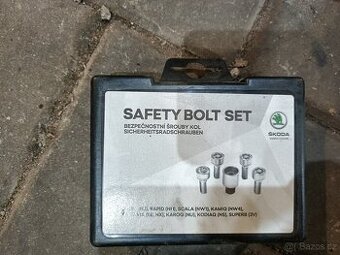 SAFETY BOLT SET
BEZPEČNOSTNÍ ŠROUBY KOL
SICHERHEITSRADSCHRAUBEN
ŠKODA
RAPID (NH), SCALA (NW1), KAMIQ (NW4),
KAROQ (NU), KODIAQ (NS), SUPERB (3V)
Bazos.cz